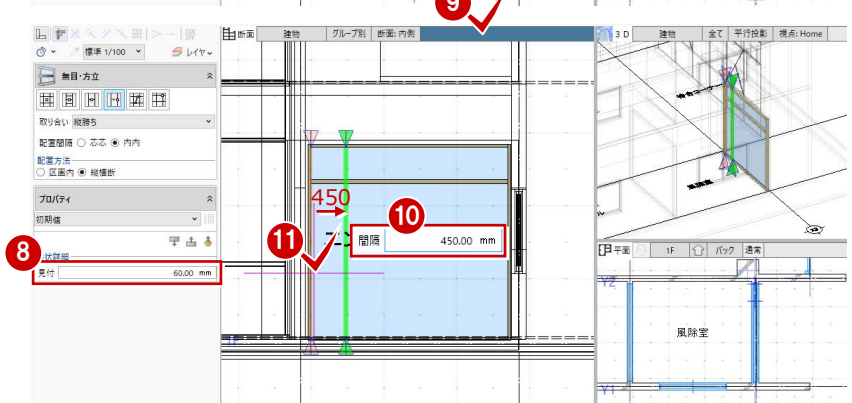 9
断面 建物 グループ別 断面: 内側
3 D 建物 全て 平行投影 視点: Home
標準 1/100 レイヤ
無目・方立
取り合い 縦勝ち
配置間隔 芯芯 内内
配置方法
区画内 縦横断
プロパティ
初期値
8
状詳細
見付 60.00 mm
450
10
11
間隔 450.00 mm
風除室
平面 1F バック 通常
Y2
風除室
Y1